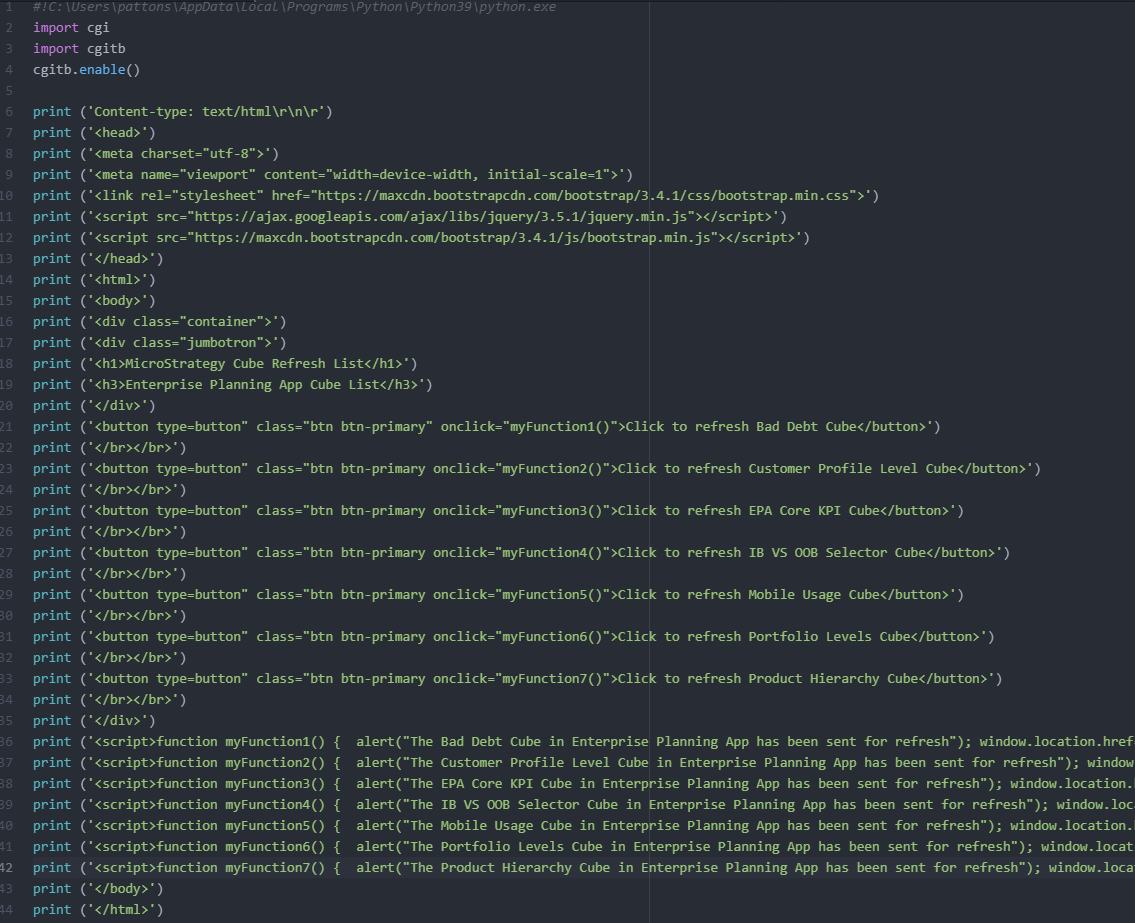 1 #!C:\Users\pattons\AppData\Local\Programs\Python\Python39\python.exe
2 import cgi
3 import cgitb
4 cgitb.enable()
5
6 print ('Content-type: text/html\r\n\r')
7 print ('<head>')
8 print ('<meta charset="utf-8">')
9 print ('<meta name="viewport" content="width=device-width, initial-scale=1">')
10 print ('<link rel="stylesheet" href="https://maxcdn.bootstrapcdn.com/bootstrap/3.4.1/css/bootstrap.min.css">')
11 print ('<script src="https://ajax.googleapis.com/ajax/libs/jquery/3.5.1/jquery.min.js"></script>')
12 print ('<script src="https://maxcdn.bootstrapcdn.com/bootstrap/3.4.1/js/bootstrap.min.js"></script>')
13 print ('</head>')
14 print ('<html>')
15 print ('<body>')
16 print ('<div class="container">')
17 print ('<div class="jumbotron">')
18 print ('<h1>MicroStrategy Cube Refresh List</h1>')
19 print ('<h3>Enterprise Planning App Cube List</h3>')
20 print ('</div>')
21 print ('<button type=button" class="btn btn-primary" onclick="myFunction1()">Click to refresh Bad Debt Cube</button>')
22 print ('</br></br>')
23 print ('<button type=button" class="btn btn-primary onclick="myFunction2()">Click to refresh Customer Profile Level Cube</button>')
24 print ('</br></br>')
25 print ('<button type=button" class="btn btn-primary onclick="myFunction3()">Click to refresh EPA Core KPI Cube</button>')
26 print ('</br></br>')
27 print ('<button type=button" class="btn btn-primary onclick="myFunction4()">Click to refresh IB VS OOB Selector Cube</button>')
28 print ('</br></br>')
29 print ('<button type=button" class="btn btn-primary onclick="myFunction5()">Click to refresh Mobile Usage Cube</button>')
30 print ('</br></br>')
31 print ('<button type=button" class="btn btn-primary onclick="myFunction6()">Click to refresh Portfolio Levels Cube</button>')
32 print ('</br></br>')
33 print ('<button type=button" class="btn btn-primary onclick="myFunction7()">Click to refresh Product Hierarchy Cube</button>')
34 print ('</br></br>')
35 print ('</div>')
36 print ('<script>function myFunction1() {  alert("The Bad Debt Cube in Enterprise Planning App has been sent for refresh"); window.location.href
37 print ('<script>function myFunction2() {  alert("The Customer Profile Level Cube in Enterprise Planning App has been sent for refresh"); window
38 print ('<script>function myFunction3() {  alert("The EPA Core KPI Cube in Enterprise Planning App has been sent for refresh"); window.location.
39 print ('<script>function myFunction4() {  alert("The IB VS OOB Selector Cube in Enterprise Planning App has been sent for refresh"); window.loc
40 print ('<script>function myFunction5() {  alert("The Mobile Usage Cube in Enterprise Planning App has been sent for refresh"); window.location.
41 print ('<script>function myFunction6() {  alert("The Portfolio Levels Cube in Enterprise Planning App has been sent for refresh"); window.locat
42 print ('<script>function myFunction7() {  alert("The Product Hierarchy Cube in Enterprise Planning App has been sent for refresh"); window.loca
43 print ('</body>')
44 print ('</html>')